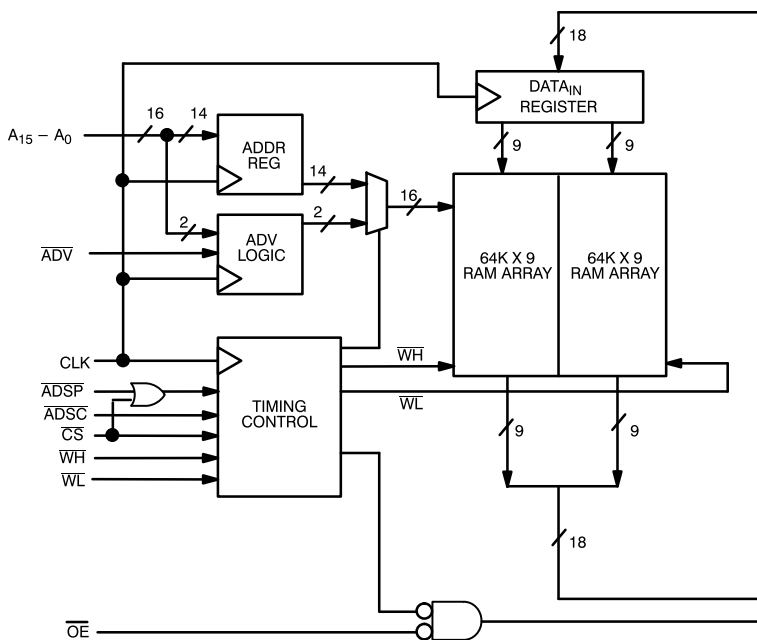 18
DATAIN
REGISTER
16
14
A15 – A0
ADDR
REG
9
9
14
16
2
2
ADV
LOGIC
ADV
64K X 9
RAM ARRAY
64K X 9
RAM ARRAY
CLK
WH
ADSP
TIMING
CONTROL
WL
ADSC
CS
9
9
WH
WL
18
OE